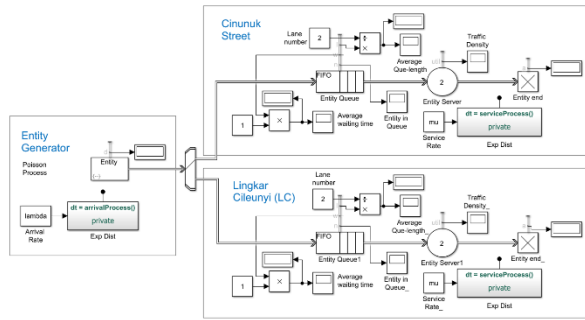 Cinunuk
Street
Lane
number
2
Average
Que-length
FIFO
Entity Queue
1
Average
waiting time
Entity in
Queue
2
Entity Server
Traffic
Density
Entity end
mu
Service
Rate
dt = serviceProcess()
private
Exp Dist
Entity
Generator
Poisson
Process
Entity
lambda
Arrival
Rate
dt = arrivalProcess()
private
Exp Dist
Lingkar
Cileunyi (LC)
Lane
number
2
Average
Que-length_
FIFO
Entity Queue1
1
Average
waiting time
Entity in
Queue_
2
Entity Server1
Traffic
Density_
Entity end_
mu
Service
Rate_
dt = serviceProcess()
private
Exp Dist